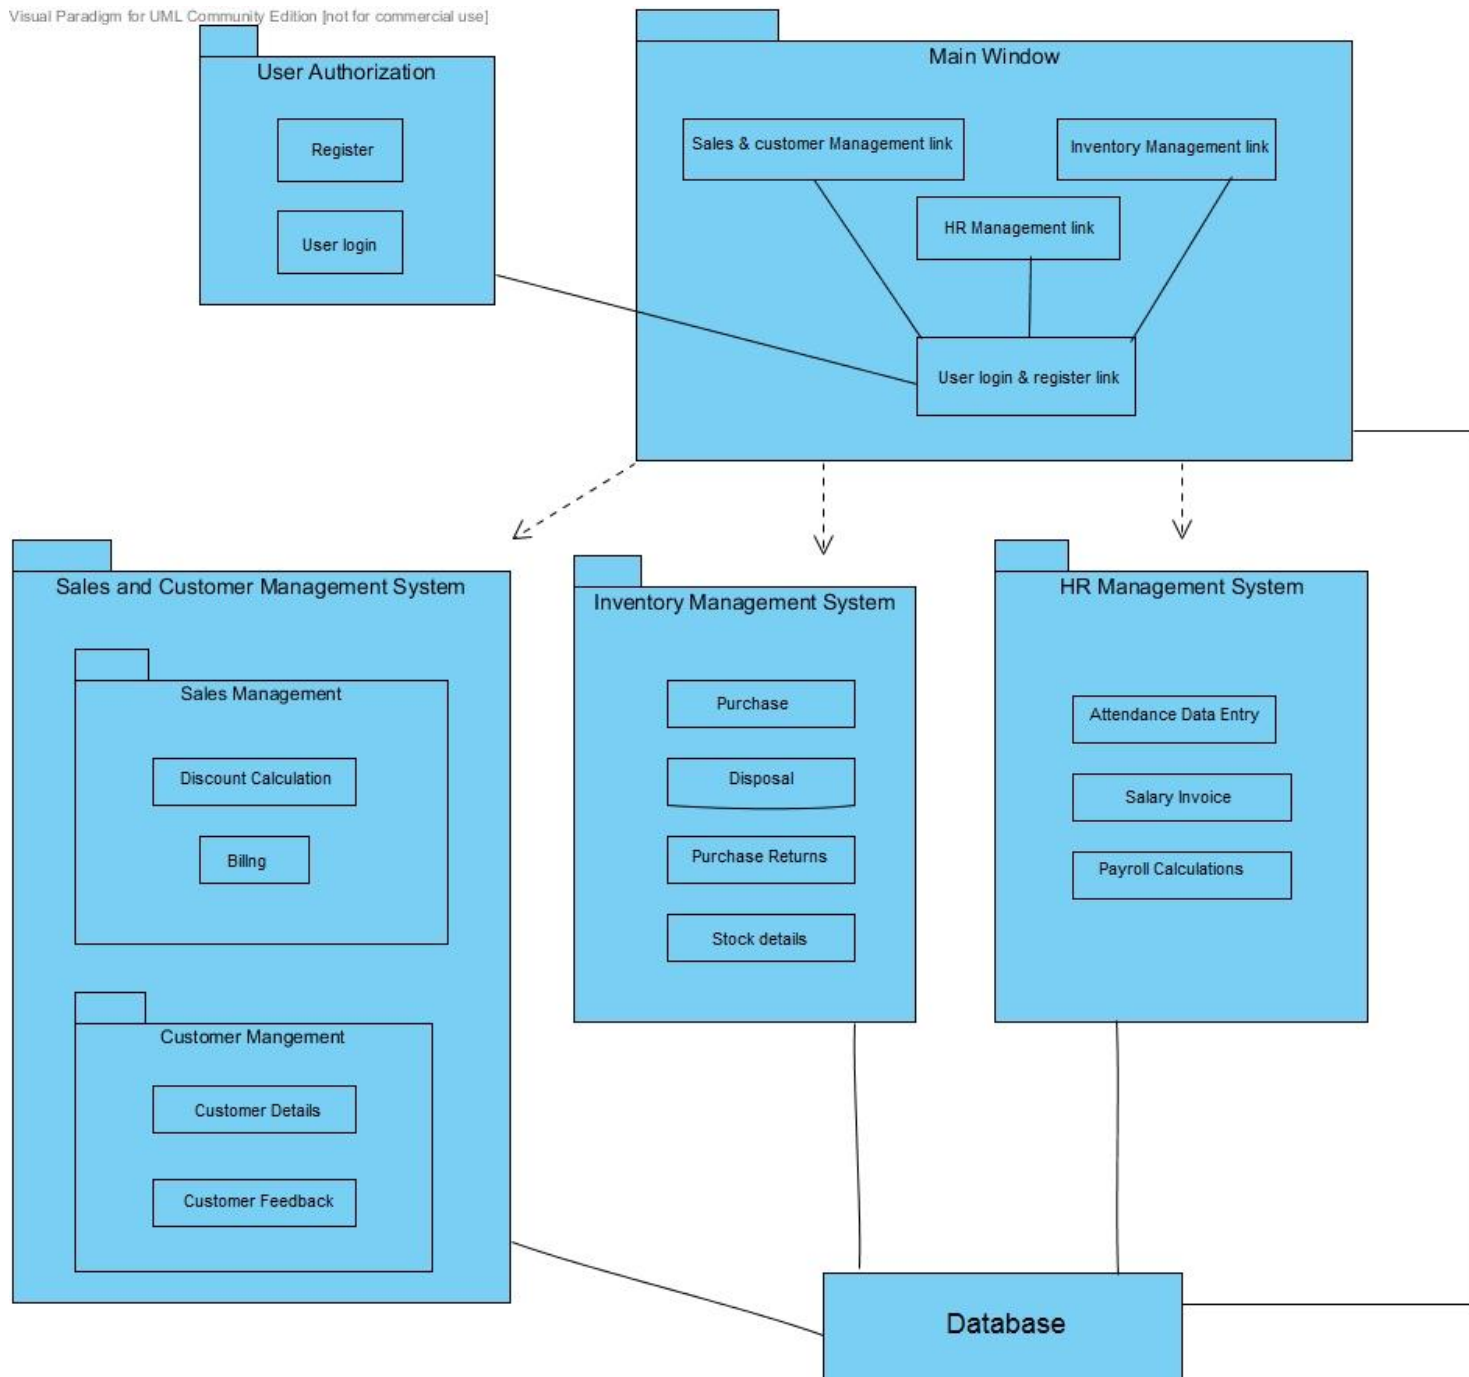 Visual Paradigm for UML Community Edition [not for commercial use]
User Authorization
Register
User login
Main Window
Sales & customer Management link
Inventory Management link
HR Management link
User login & register link
Sales and Customer Management System
Sales Management
Discount Calculation
Billng
Customer Mangement
Customer Details
Customer Feedback
Inventory Management System
Purchase
Disposal
Purchase Returns
Stock details
HR Management System
Attendance Data Entry
Salary Invoice
Payroll Calculations
Database